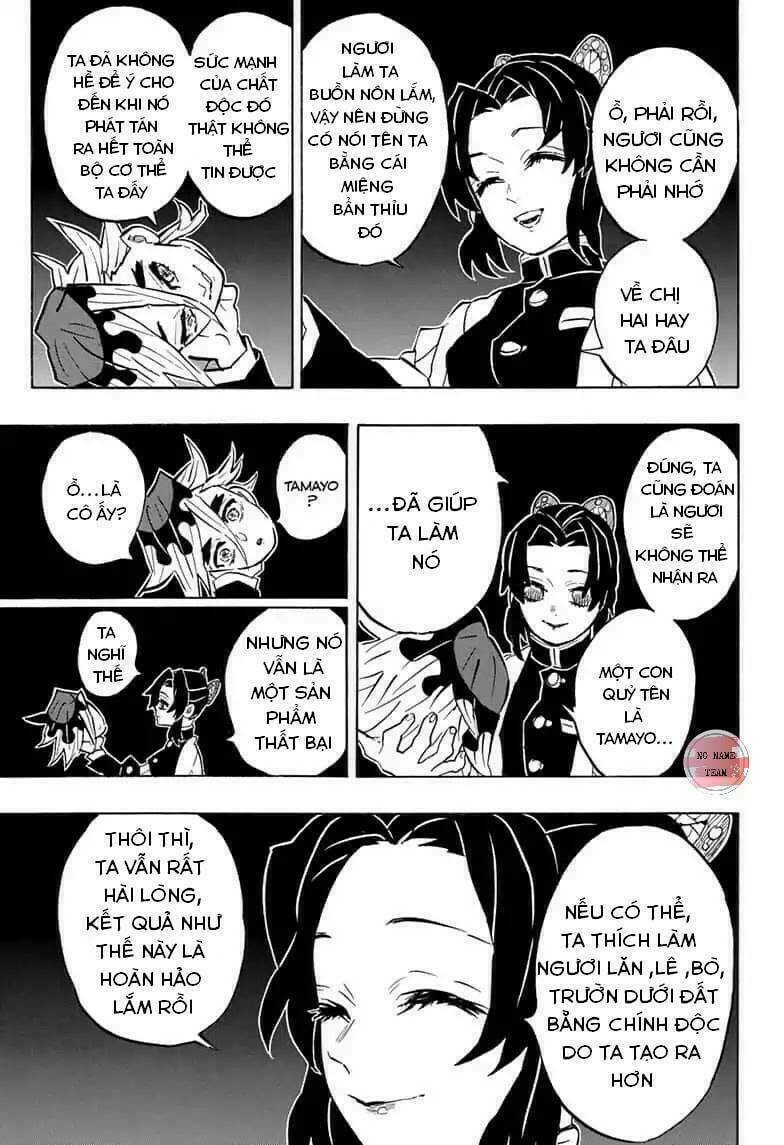 Ồ, PHẢI RỒI,
NGƯƠI CŨNG
KHÔNG CẦN
PHẢI NHỚ
VỀ CHỊ
HAI HAY
TA ĐÂU
NGƯƠI
LÀM TA
BUỒN NÔN LẮM,
VẬY NÊN ĐỪNG
CÓ NÓI TÊN TA
BẰNG CÁI
MIỆNG
BẨN THỈU
ĐÓ
SỨC MẠNH
CỦA CHẤT
ĐỘC ĐÓ
THẬT KHÔNG
THỂ
TIN ĐƯỢC
TA ĐÃ KHÔNG
HỀ ĐỂ Ý CHO
ĐẾN KHI NÓ
PHÁT TÁN
RA HẾT TOÀN
BỘ CƠ THỂ
TA ĐẤY
ĐÚNG, TA
CŨNG ĐOÁN
LÀ NGƯƠI
SẼ
KHÔNG THỂ
NHẬN RA
MỘT CON
QUỶ TÊN
LÀ
TAMAYO...
...ĐÃ GIÚP
TA LÀM
NÓ
TAMAYO
?
Ồ...LÀ
CÔ ẤY?
NHƯNG NÓ
VẪN LÀ
MỘT SẢN
PHẨM
THẤT BẠI
TA
NGHĨ
THẾ
NO NAME
TEAM
NẾU CÓ THỂ,
TA THÍCH LÀM
NGƯƠI LĂN ,LÊ ,BÒ,
TRƯỜN DƯỚI ĐẤT
BẰNG CHÍNH ĐỘC
DO TA TẠO RA
HƠN
THÔI THÌ,
TA VẪN RẤT
HÀI LÒNG,
KẾT QUẢ NHƯ
THẾ NÀY LÀ
HOÀN HẢO
LẮM RỒI